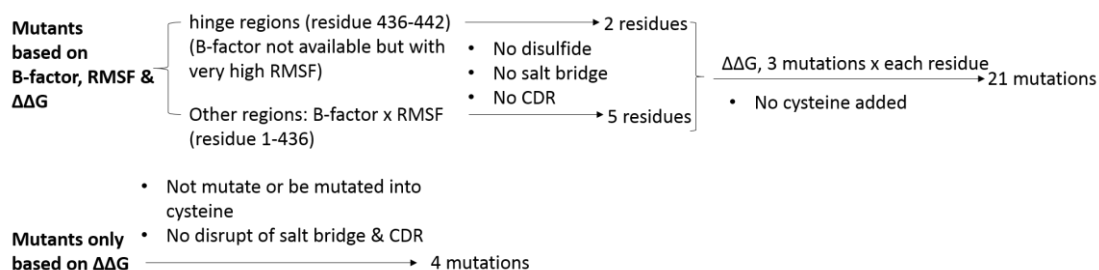 Mutants
based on
B-factor, RMSF &
ΔΔG
hinge regions (residue 436-442)
(B-factor not available but with
very high RMSF)
Other regions: B-factor x RMSF
(residue 1-436)
• No disulfide
• No salt bridge
• No CDR
2 residues
5 residues
ΔΔG, 3 mutations x each residue
• No cysteine added
21 mutations
• Not mutate or be mutated into
cysteine
• No disrupt of salt bridge & CDR
Mutants only
based on ΔΔG
4 mutations